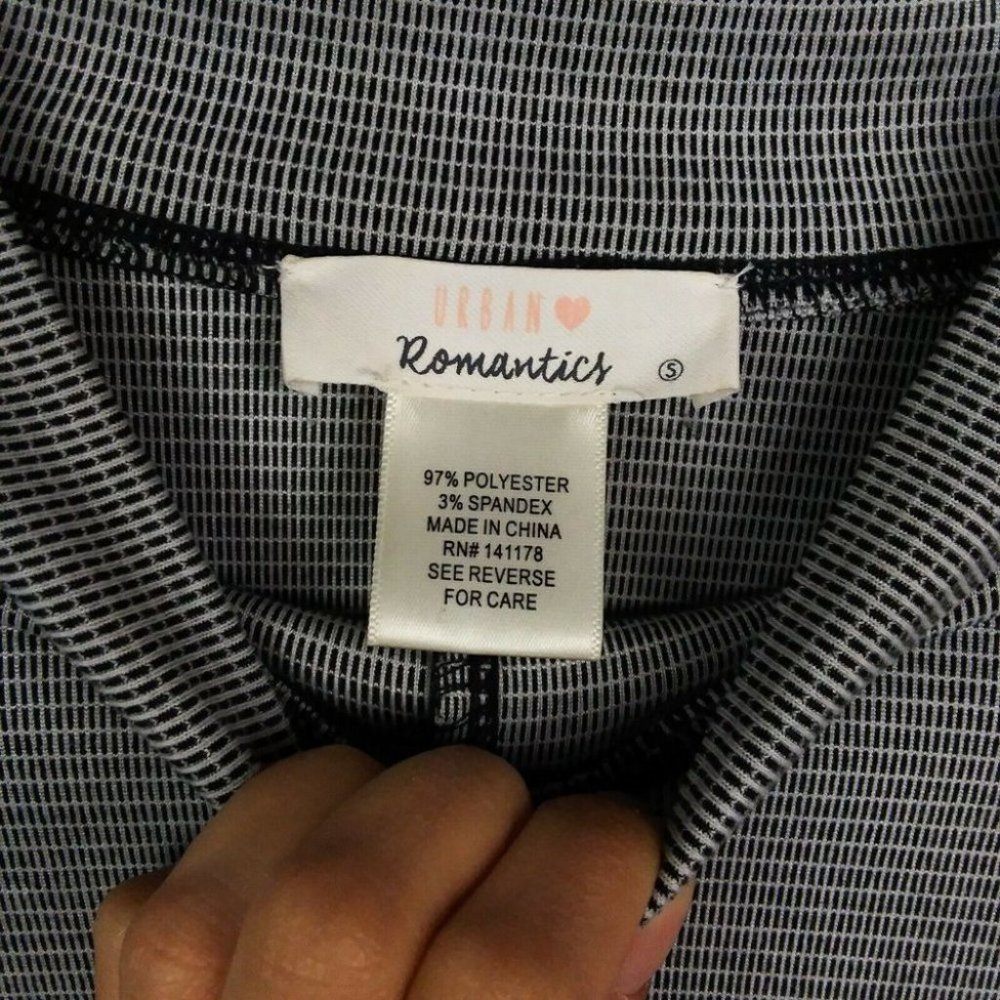 URBAN
Romantics
S
97% POLYESTER
3% SPANDEX
MADE IN CHINA
RN# 141178
SEE REVERSE
FOR CARE